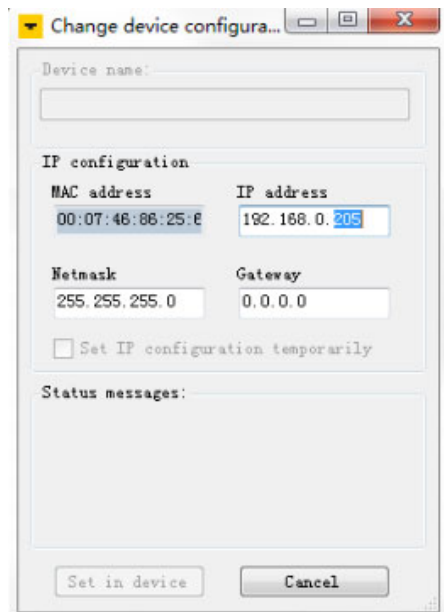 Change device configura...
Device name:
IP configuration
MAC address IP address
00:07:46:86:25:6 192.168.0.205
Netmask Gateway
255.255.255.0 0.0.0.0
Set IP configuration temporarily
Status messages:
Set in device Cancel